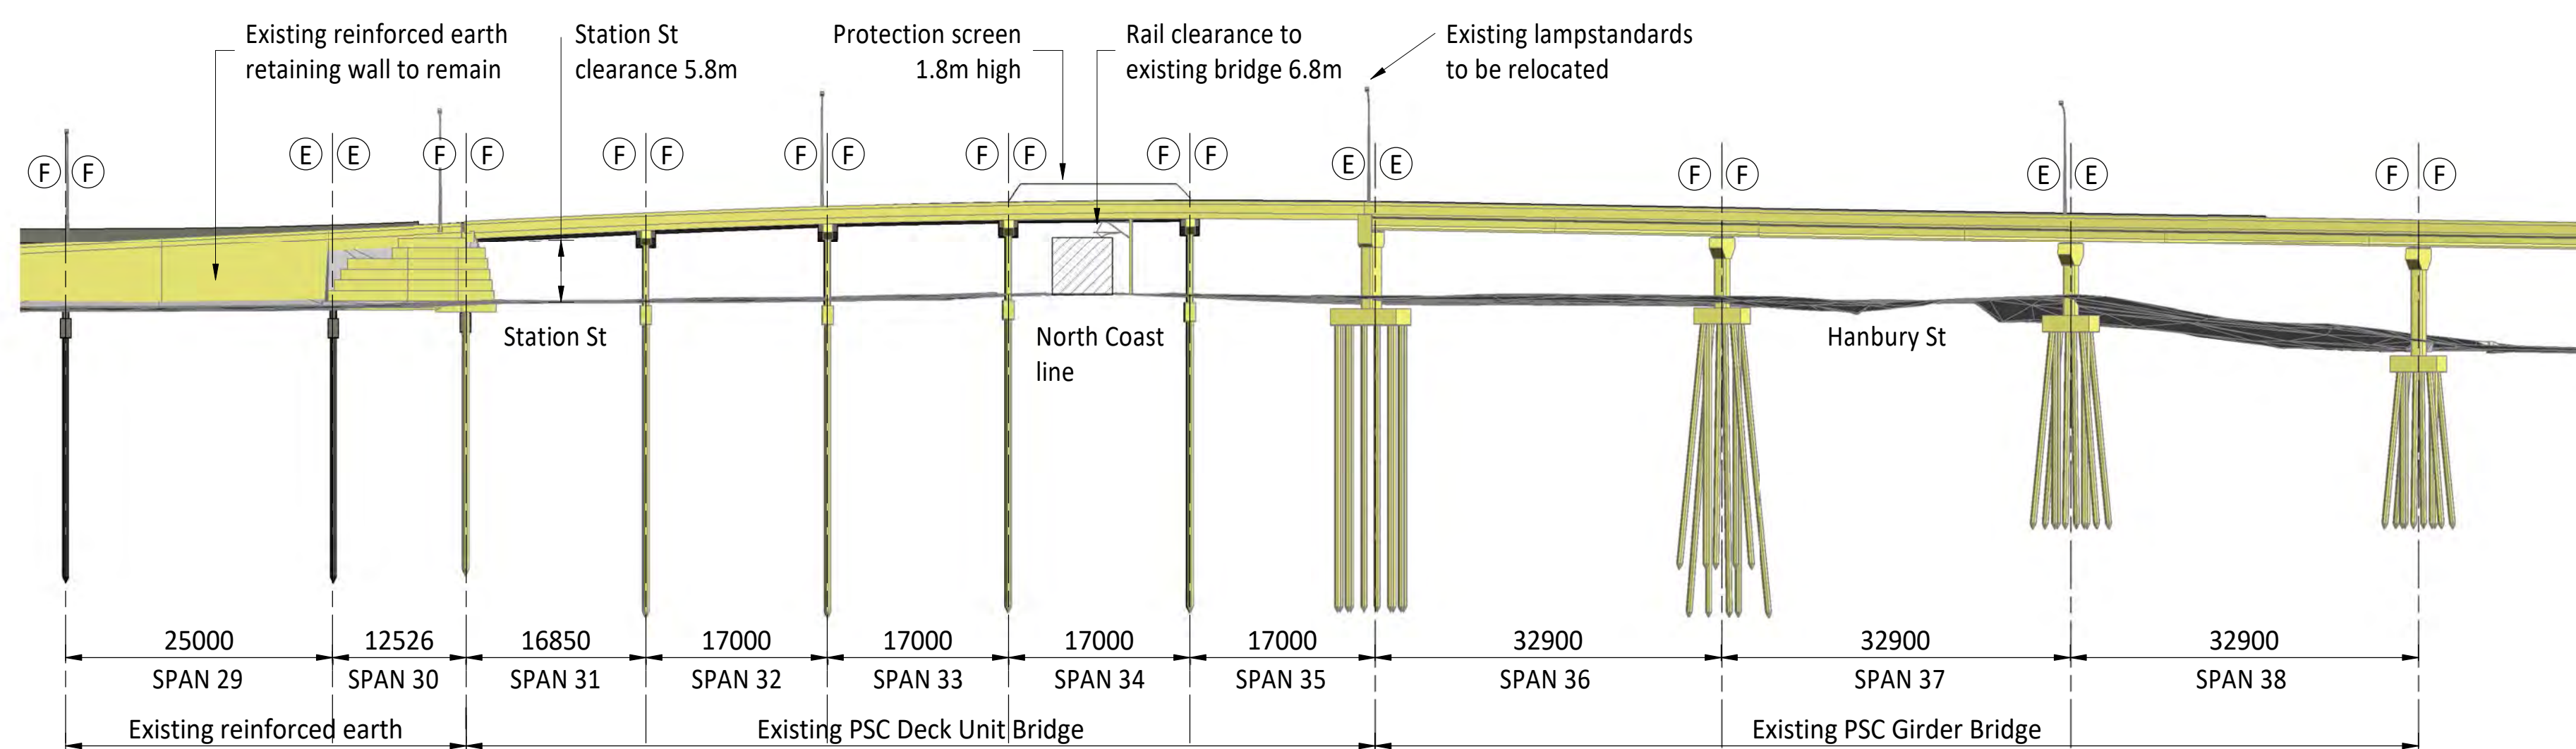 Existing reinforced earth
retaining wall to remain
Station St
clearance 5.8m
Protection screen
1.8m high
Rail clearance to
existing bridge 6.8m
Existing lampstandards
to be relocated
F F E E F F F F F F F F F F E E F F E E F F
Station St
North Coast
line
Hanbury St
25000 12526 16850 17000 17000 17000 17000 32900 32900 32900
SPAN 29 SPAN 30 SPAN 31 SPAN 32 SPAN 33 SPAN 34 SPAN 35 SPAN 36 SPAN 37 SPAN 38
Existing reinforced earth Existing PSC Deck Unit Bridge Existing PSC Girder Bridge